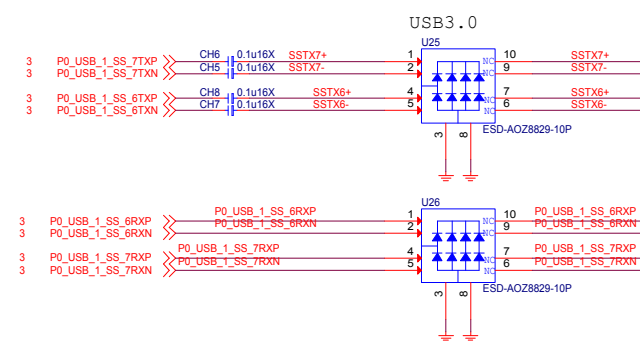 USB3.0
U25
3 P0_USB_1_SS_7TXP CH6 0.1u16X SSTX7+ 1 NC 10 SSTX7+
3 P0_USB_1_SS_7TXN CH5 0.1u16X SSTX7- 2 NC 9 SSTX7-
3 P0_USB_1_SS_6TXP CH8 0.1u16X SSTX6+ 4 NC 7 SSTX6+
3 P0_USB_1_SS_6TXN CH7 0.1u16X SSTX6- 5 NC 6 SSTX6-
3 8 ESD-AOZ8829-10P
U26
3 P0_USB_1_SS_6RXP P0_USB_1_SS_6RXP 1 NC 10 P0_USB_1_SS_6RXP
3 P0_USB_1_SS_6RXN P0_USB_1_SS_6RXN 2 NC 9 P0_USB_1_SS_6RXN
3 P0_USB_1_SS_7RXP P0_USB_1_SS_7RXP 4 NC 7 P0_USB_1_SS_7RXP
3 P0_USB_1_SS_7RXN P0_USB_1_SS_7RXN 5 NC 6 P0_USB_1_SS_7RXN
3 8 ESD-AOZ8829-10P